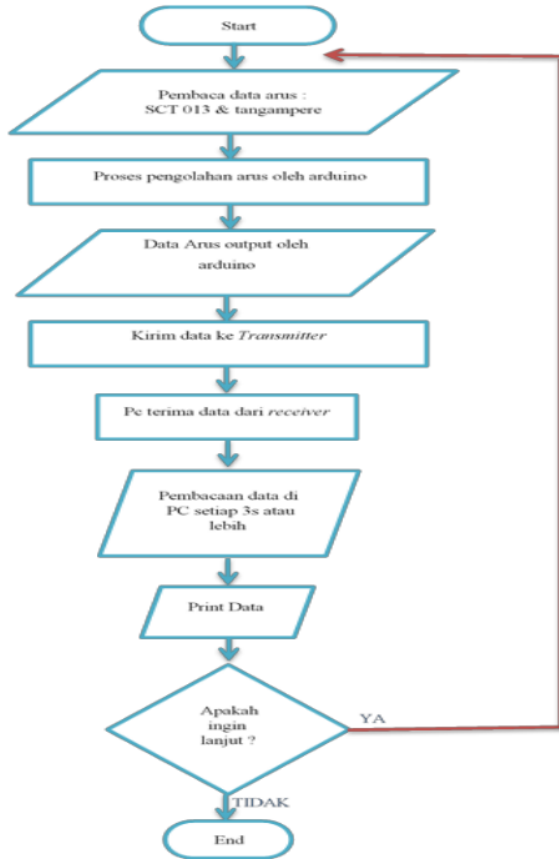 Start
Pembaca data arus :
SCT 013 & tangampere
Proses pengolahan arus oleh arduino
Data Arus output oleh
arduino
Kirim data ke Transmitter
Pc terima data dari receiver
Pembacaan data di
PC setiap 3s atau
lebih
Print Data
Apakah
ingin
lanjut ?
YA
TIDAK
End